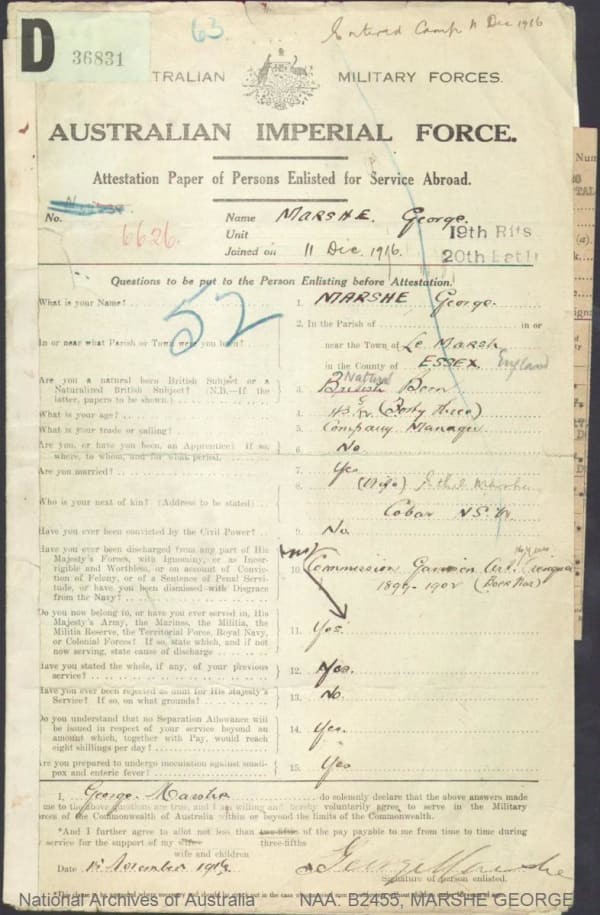 D 36831
63.
Entered Camp 11 Dec 1916
TRALIAN MILITARY FORCES.
AUSTRALIAN IMPERIAL FORCE.
Attestation Paper of Persons Enlisted for Service Abroad.
No. 6626. Name MARSHE. George.
Unit 19th Rfts
20th Batln
Joined on 11 Dec. 1916.
Questions to be put to the Person Enlisting before Attestation.
52
What is your Name? 1. MARSHE George.
2. In the Parish of in or
In or near what Parish or Town were you born? near the Town of Le Marsh
in the County of ESSEX England
Are you a natural born British Subject or a
Naturalized British Subject? (N.B.—If the
latter, papers to be shown.) 3. Natural British Born
What is your age? 4. 43 (Forty three)
What is your trade or calling? 5. Company Manager
Are you, or have you been, an Apprentice? If so,
where, to whom, and for what period. 6. No.
Are you married? 7. Yes
Who is your next of kin? (Address to be stated) 8. (Wife) Ethel Marshe
Cobar NSW.
Have you ever been convicted by the Civil Power? 9. No.
Have you ever been discharged from any part of His
Majesty's Forces, with Ignominy, or as Incor-
rigible and Worthless, or on account of Convic-
tion of Felony, or of a Sentence of Penal Servi-
tude, or have you been dismissed with Disgrace
from the Navy? 10. Commission Garrison Art.
1899-1902 (Boer War)
Do you now belong to, or have you ever served in, His
Majesty's Army, the Marines, the Militia, the
Militia Reserve, the Territorial Force, Royal Navy,
or Colonial Forces? If so, state which, and if not
now serving, state cause of discharge 11. Yes.
Have you stated the whole, if any, of your previous
service? 12. Yes.
Have you ever been rejected as unfit for His Majesty's
Service? If so, on what grounds? 13. No.
Do you understand that no Separation Allowance will
be issued in respect of your service beyond an
amount which, together with Pay, would reach
eight shillings per day? 14. Yes.
Are you prepared to undergo inoculation against small-
pox and enteric fever? 15. Yes
I, George Marshe do solemnly declare that the above answers made
me to the above questions are true, and I am willing and hereby voluntarily agree to serve in the Military
rces of the Commonwealth of Australia within or beyond the limits of the Commonwealth.
*And I further agree to allot not less than two-fifths of the pay payable to me from time to time during
three-fifths
service for the support of my wife
wife and children
Date November 1916. George Marshe
Signature of person enlisted.
National Archives of Australia NAA: B2455, MARSHE GEORGE